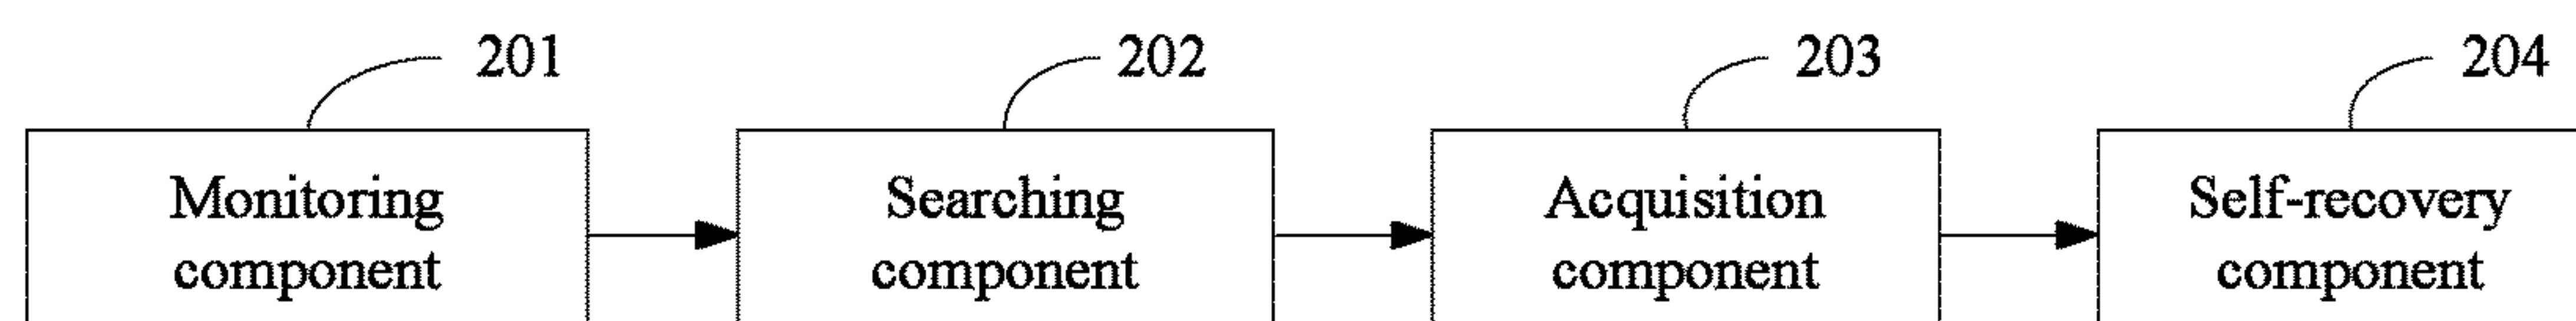 201
202
203
204
Monitoring
component
Searching
component
Acquisition
component
Self-recovery
component